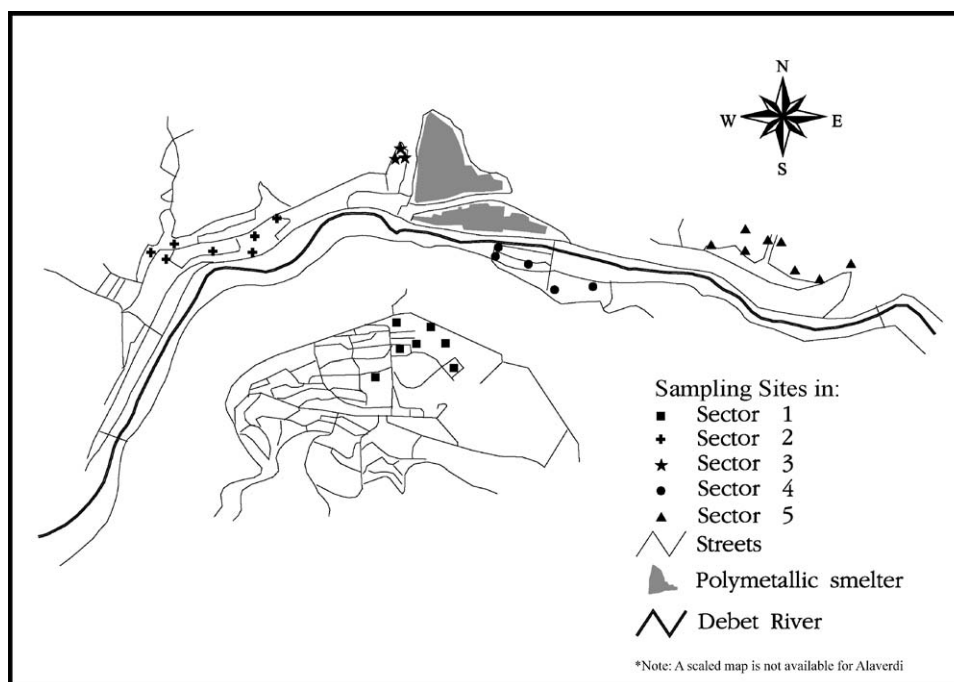 N
W E
S
Sampling Sites in:
Sector 1
Sector 2
Sector 3
Sector 4
Sector 5
Streets
Polymetallic smelter
Debet River
*Note: A scaled map is not available for Alaverdi